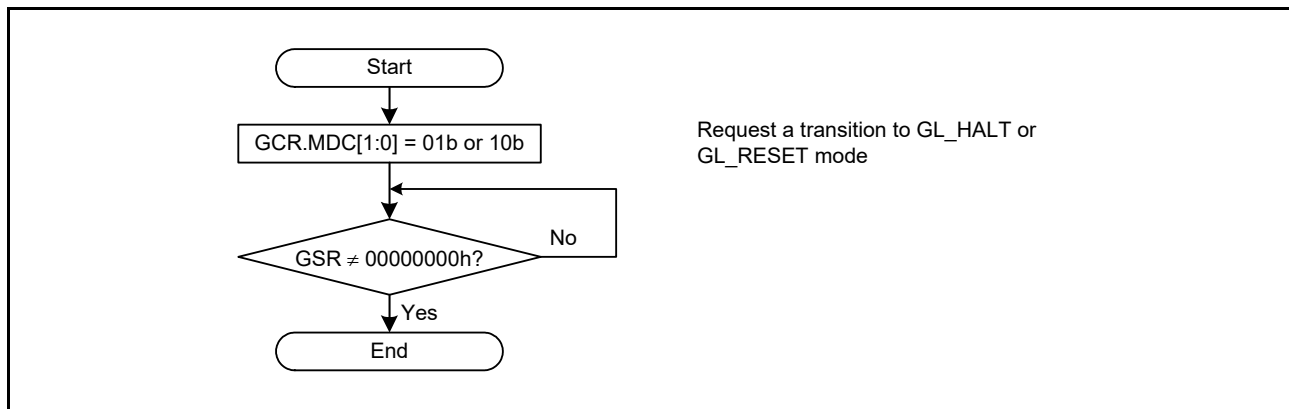 Start
GCR.MDC[1:0] = 01b or 10b
Request a transition to GL_HALT or
GL_RESET mode
No
GSR ≠ 00000000h?
Yes
End